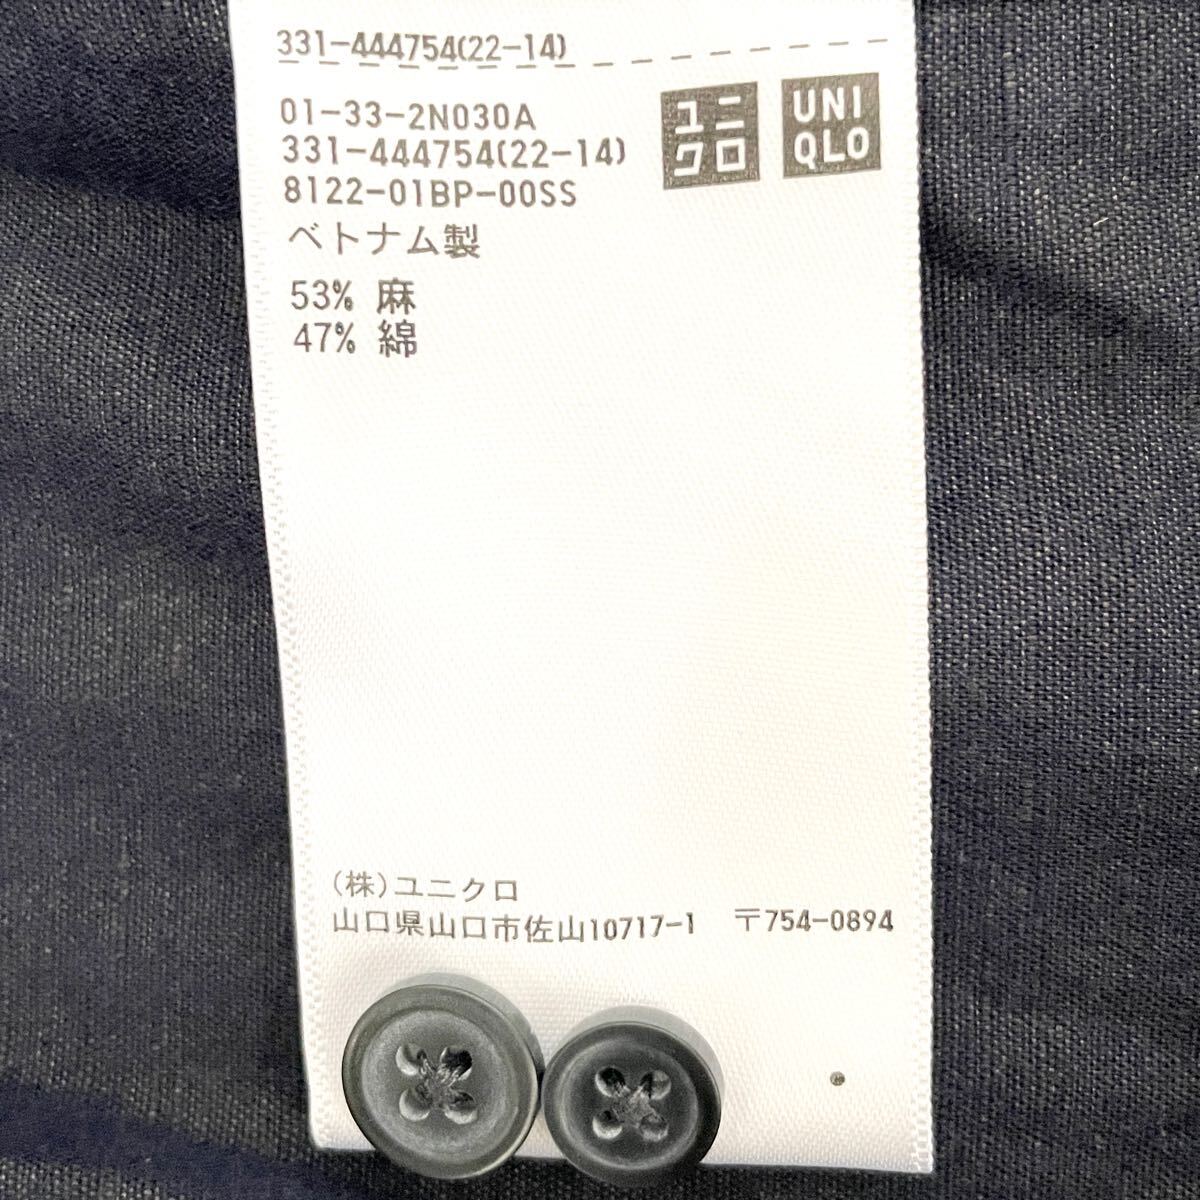 331-444754(22-14)
01-33-2N030A
331-444754(22-14)
8122-01BP-00SS
ベトナム製
53% 麻
47% 綿
ユニ
クロ
UNI
QLO
(株)ユニクロ
山口県山口市佐山10717-1 〒754-0894